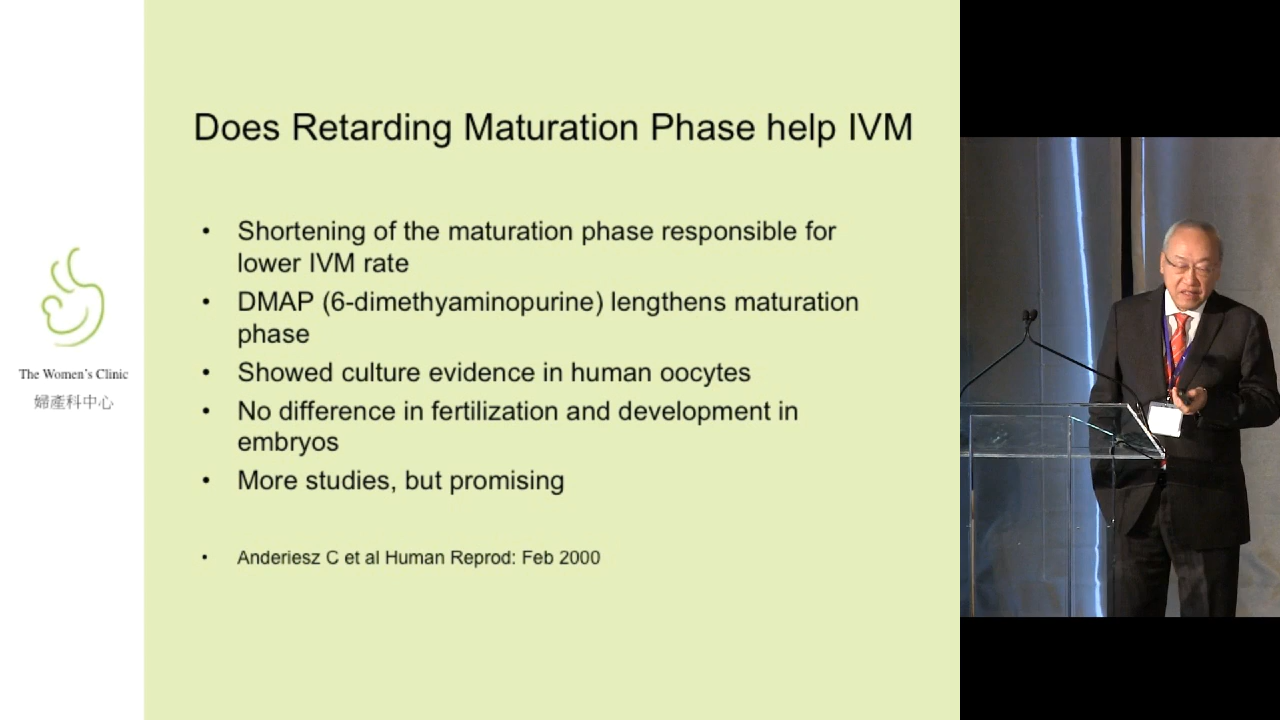 Does Retarding Maturation Phase help IVM
• Shortening of the maturation phase responsible for
lower IVM rate
• DMAP (6-dimethyaminopurine) lengthens maturation
phase
• Showed culture evidence in human oocytes
• No difference in fertilization and development in
embryos
• More studies, but promising
• Anderiesz C et al Human Reprod: Feb 2000
The Women's Clinic
婦產科中心